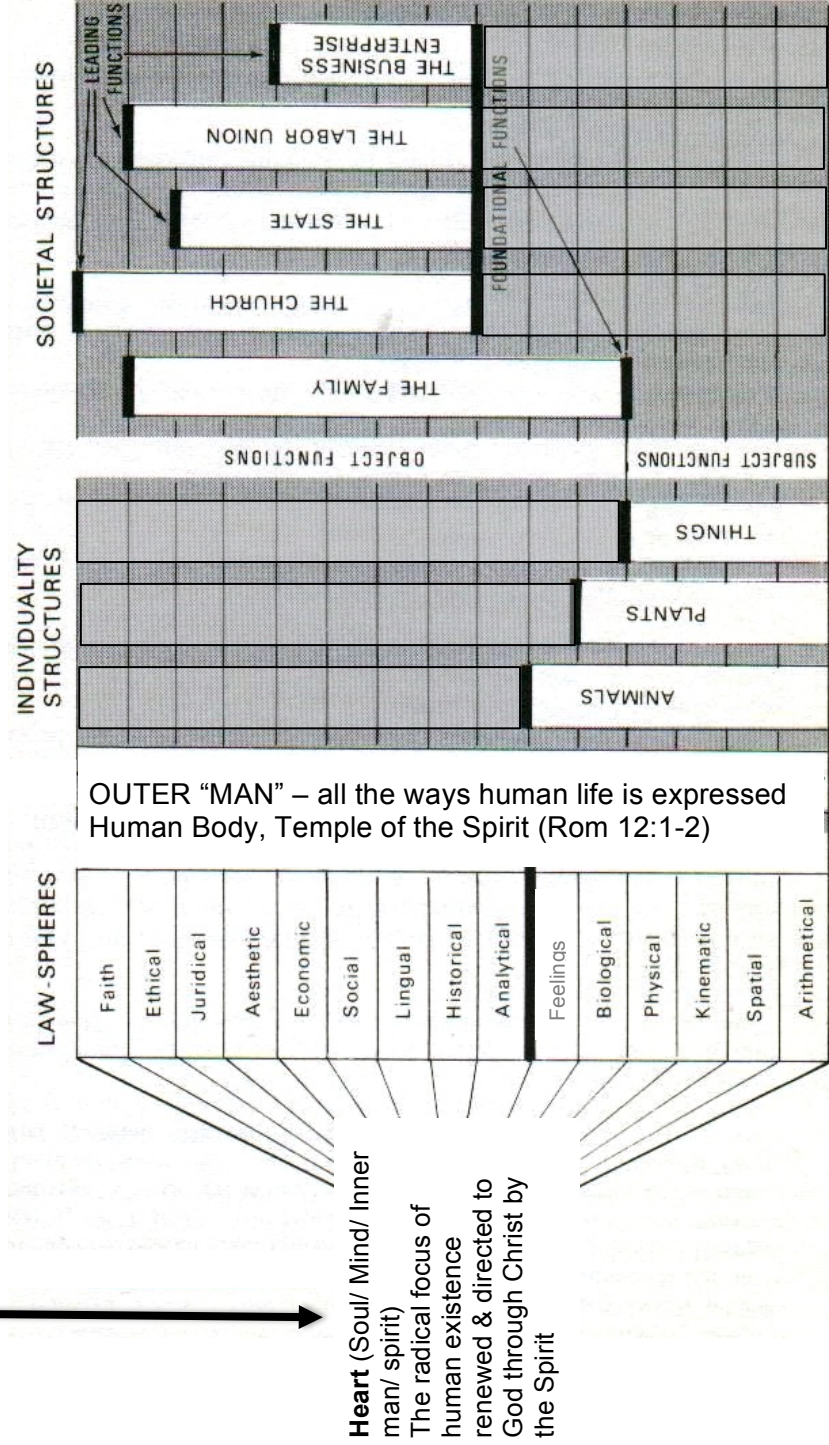 SOCIETAL STRUCTURES
LEADING
FUNCTIONS
THE BUSINESS
ENTERPRISE
THE LABOR UNION
THE STATE
THE CHURCH
THE FAMILY
FOUNDATIONAL FUNCTIONS
OBJECT FUNCTIONS
SUBJECT FUNCTIONS
INDIVIDUALITY
STRUCTURES
THINGS
PLANTS
ANIMALS
OUTER “MAN” – all the ways human life is expressed
Human Body, Temple of the Spirit (Rom 12:1-2)
LAW-SPHERES
Faith
Ethical
Juridical
Aesthetic
Economic
Social
Lingual
Historical
Analytical
Feelings
Biological
Physical
Kinematic
Spatial
Arithmetical
Heart (Soul/ Mind/ Inner
man/ spirit)
The radical focus of
human existence
renewed & directed to
God through Christ by
the Spirit